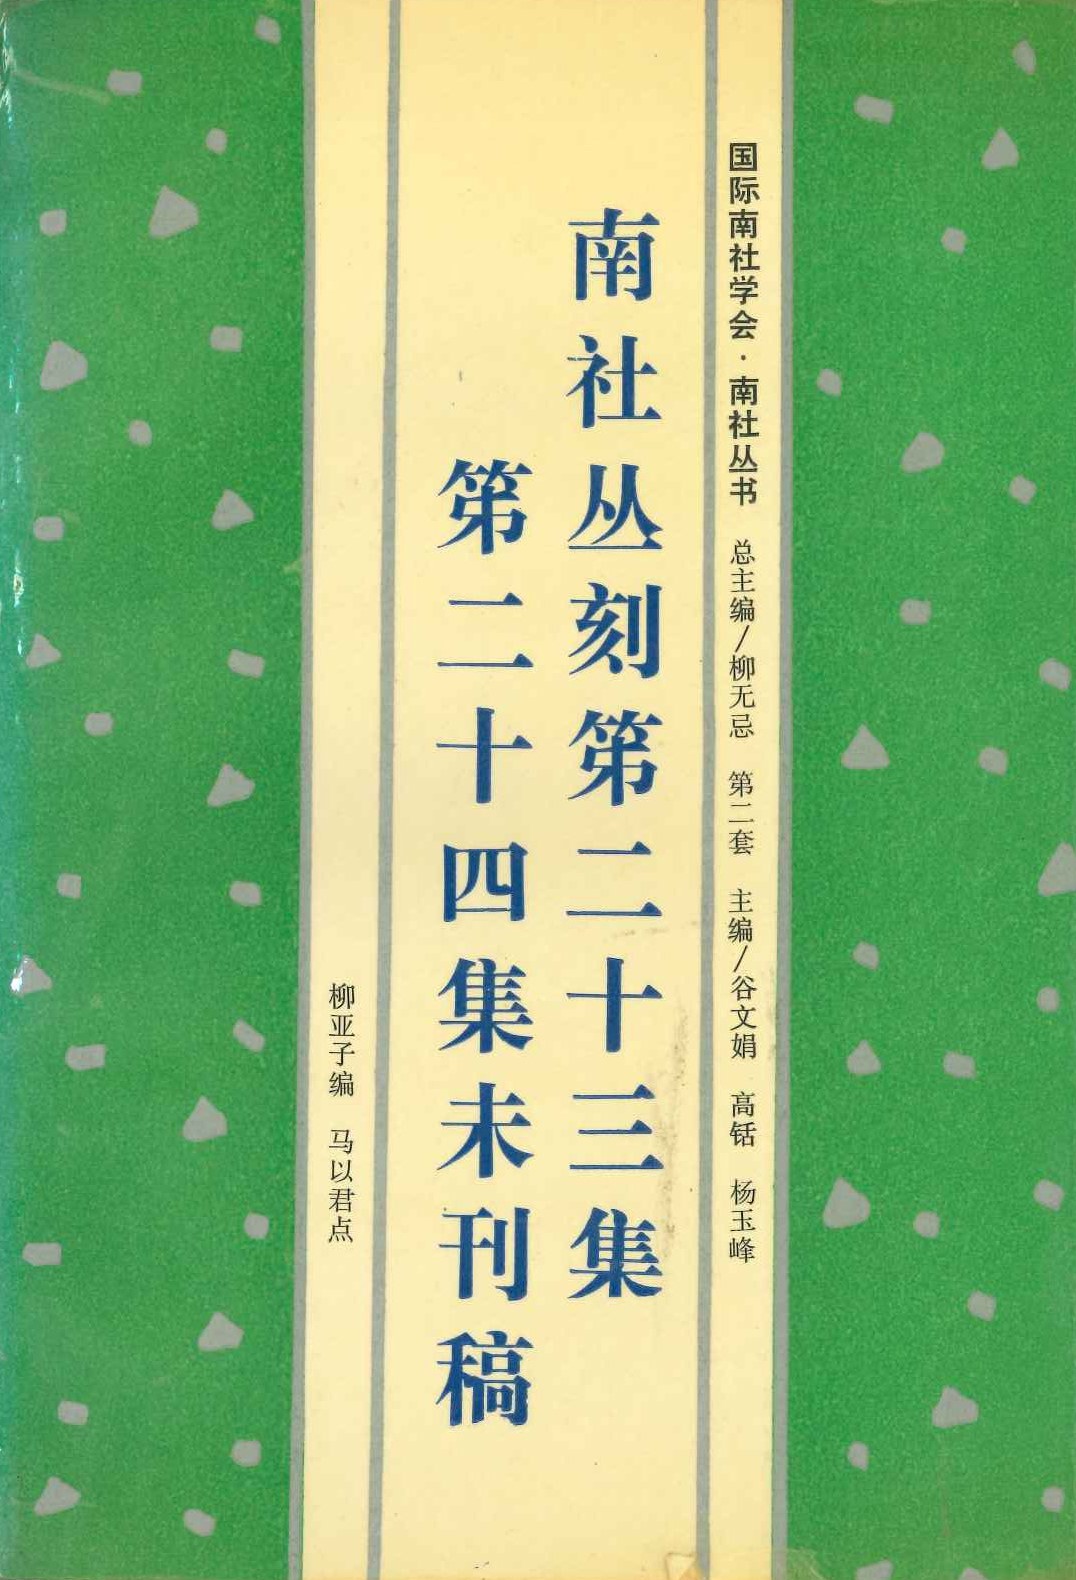 国际南社学会·南社丛书 总主编/柳无忌 第二套 主编/谷文娟 高铦 杨玉峰
南社丛刻第二十三集
第二十四集未刊稿
柳亚子编 马以君点